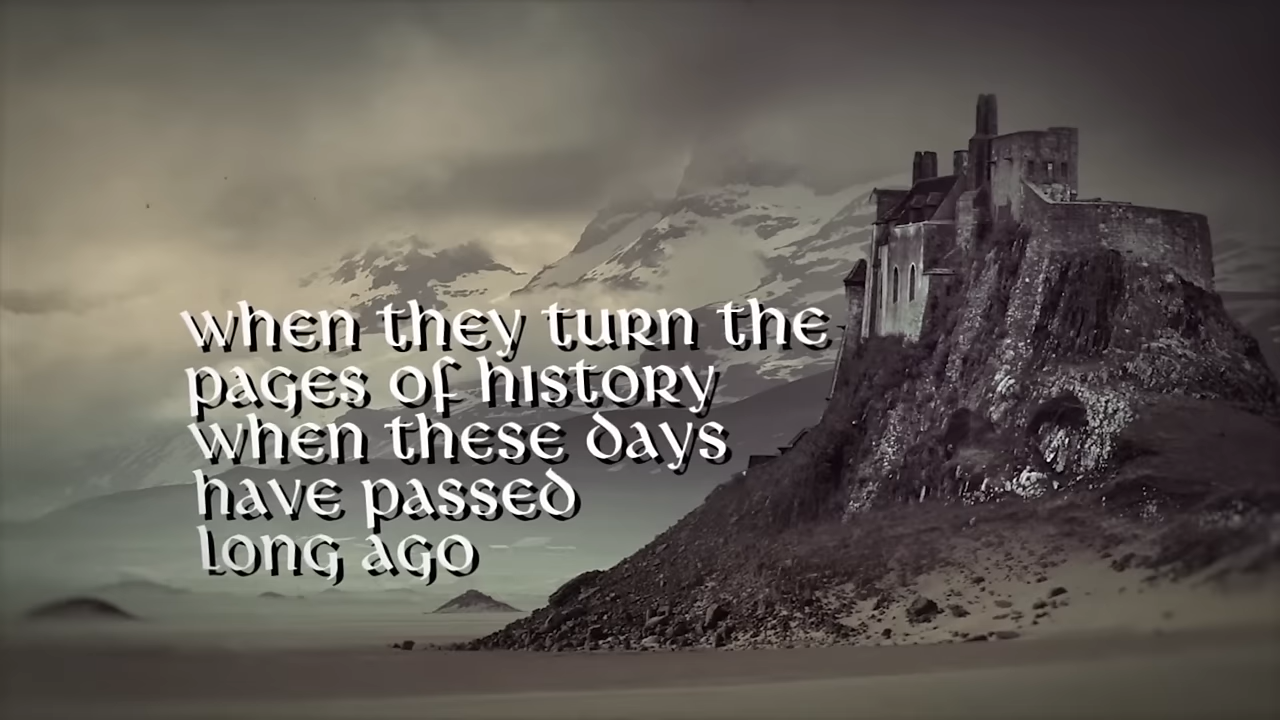 when they turn the
pages of history
when these days
have passed
long ago